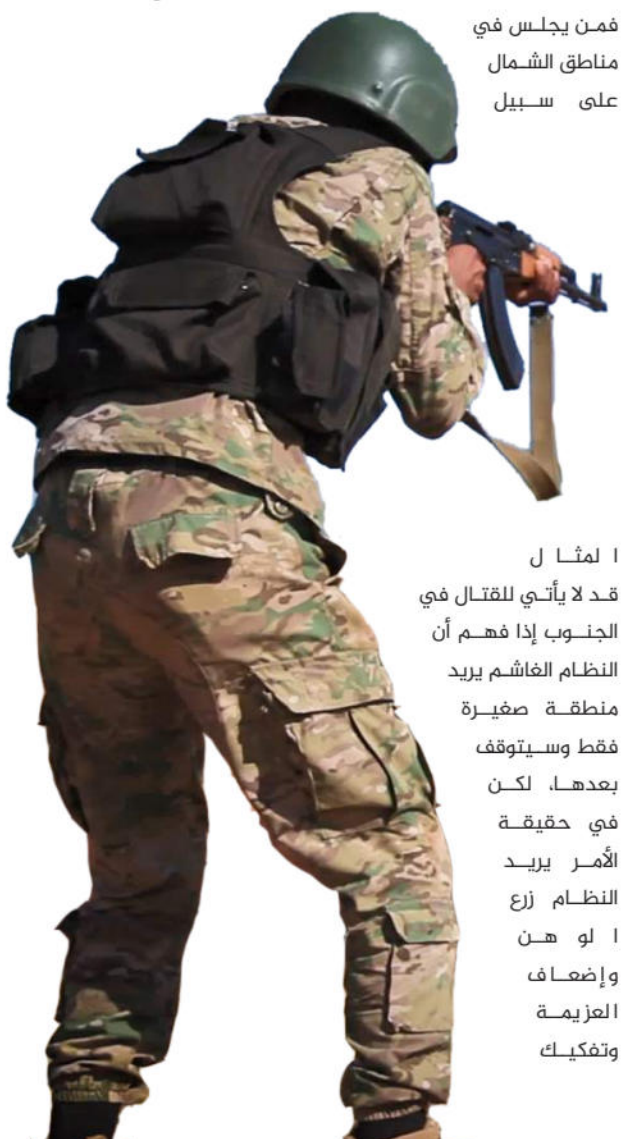 فمن يجلس في
مناطق الشمال
على سبيل
المثال
قد لا يأتي للقتال في
الجنوب إذا فهم أن
النظام الغاشم يريد
منطقة صغيرة
فقط وسيتوقف
بعدها، لكن
في حقيقة
الأمر يريد
النظام زرع
الوهن
وإضعاف
العزيمة
وتفكيك